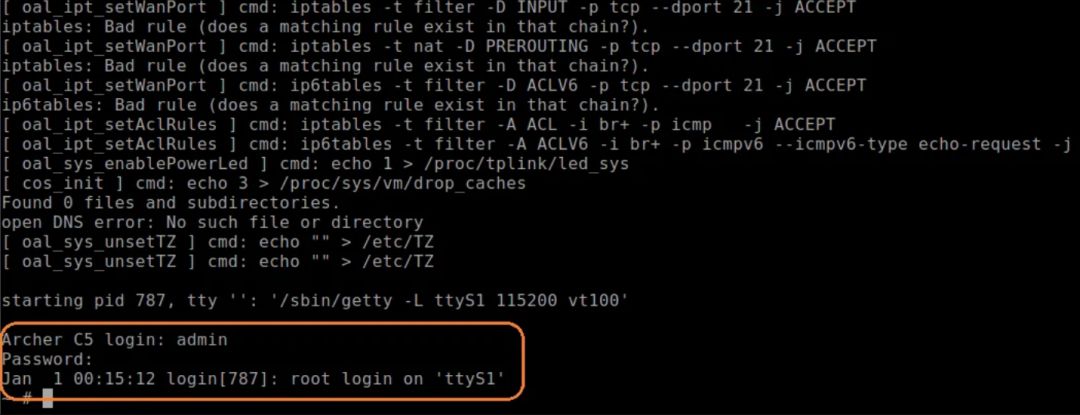 [ oal_ipt_setWanPort ] cmd: iptables -t filter -D INPUT -p tcp --dport 21 -j ACCEPT
iptables: Bad rule (does a matching rule exist in that chain?).
[ oal_ipt_setWanPort ] cmd: iptables -t nat -D PREROUTING -p tcp --dport 21 -j ACCEPT
iptables: Bad rule (does a matching rule exist in that chain?).
[ oal_ipt_setWanPort ] cmd: ip6tables -t filter -D ACLV6 -p tcp --dport 21 -j ACCEPT
ip6tables: Bad rule (does a matching rule exist in that chain?).
[ oal_ipt_setAclRules ] cmd: iptables -t filter -A ACL -i br+ -p icmp   -j ACCEPT
[ oal_ipt_setAclRules ] cmd: ip6tables -t filter -A ACLV6 -i br+ -p icmpv6 --icmpv6-type echo-request -j
[ oal_sys_enablePowerLed ] cmd: echo 1 > /proc/tplink/led_sys
[ cos_init ] cmd: echo 3 > /proc/sys/vm/drop_caches
Found 0 files and subdirectories.
open DNS error: No such file or directory
[ oal_sys_unsetTZ ] cmd: echo "" > /etc/TZ
[ oal_sys_unsetTZ ] cmd: echo "" > /etc/TZ
starting pid 787, tty '': '/sbin/getty -L ttyS1 115200 vt100'
Archer C5 login: admin
Password:
Jan  1 00:15:12 login[787]: root login on 'ttyS1'
~ #